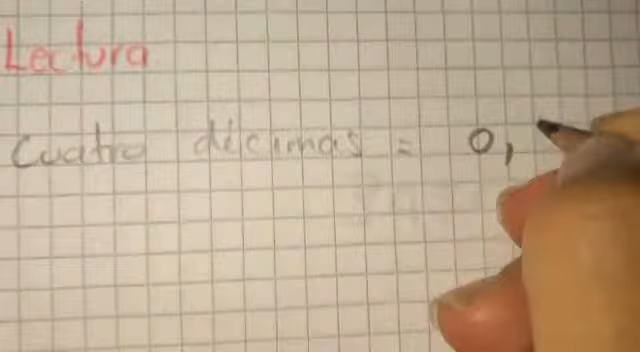 Lectura
Cuatro décimas = 0,